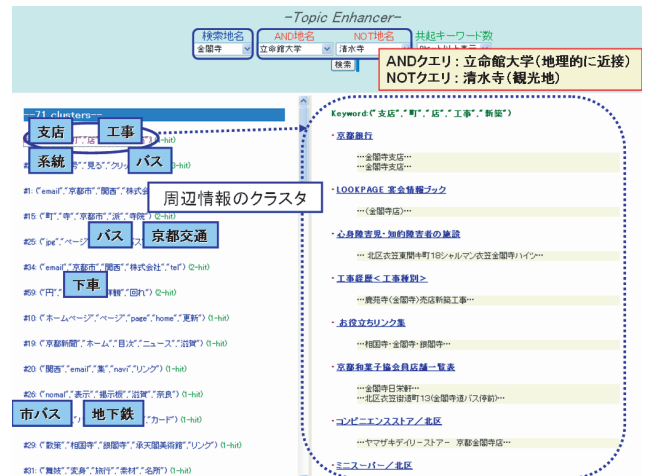 -Topic Enhancer-
検索地名 AND地名 NOT地名 共起キーワード数
金閣寺 立命館大学 清水寺
検索
ANDクエリ：立命館大学(地理的に近接)
NOTクエリ：清水寺(観光地)
--71 clusters--
支店 工事
系統 バス
"見る","クリッ
#1: ("email","京都市","関西","株式会
周辺情報のクラスタ
#15: ("町","寺","京都市","派","寺院") (2-hit)
バス 京都交通
#25: ("jpg","ページ
#34: ("email","京都市","関西","株式会社","tel") (2-hit)
下車
#59: ("円","
"回れ") (2-hit)
#10: ("ホームページ","ページ","page","home","更新") (1-hit)
#19: ("京都新聞","ホーム","目次","ニュース","滋賀") (1-hit)
#20: ("関西","email","集","navi","リンク") (1-hit)
#26: ("nomal","表示","掲示板","滋賀","奈良") (1-hit)
市バス 地下鉄
"カード") (1-hit)
#29: ("散策","相国寺","銀閣寺","承天閣美術館","リンク") (1-hit)
#31: ("舞妓","変身","旅行","素材","名所") (1-hit)
Keyword:("支店","町","店","工事","新築")
・京都銀行
…金閣寺支店…
…金閣寺支店…
・LOOKPAGE 宴会情報ブック
…(金閣寺店)…
・心身障害児・知的障害者の施設
… 北区衣笠東開キ町18シャルマン衣笠金閣寺ハイツ…
・工事経歴＜工事種別＞
…鹿苑寺(金閣寺)売店新築工事…
・お役立ちリンク集
…相国寺・金閣寺・銀閣寺…
・京都和菓子協会員店舗一覧表
…金閣寺日栄軒…
…北区衣笠街道町13(金閣寺道バス停前)…
・コンビニエンスストア／北区
…ヤマザキデイリーストアー 京都金閣寺店…
・ミニスーパー／北区